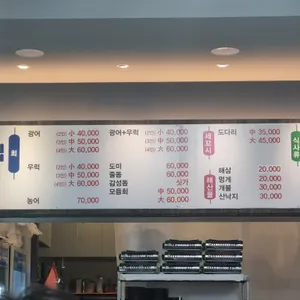 회
광어 (2인) 小 40,000
(3인) 中 50,000
(4인) 大 60,000
우럭 (2인) 小 40,000
(3인) 中 50,000
(4인) 大 60,000
농어 70,000
광어+우럭 (2인) 小 40,000
(3인) 中 50,000
(4인) 大 60,000
도미 60,000
줄돔 60,000
감성돔 싯가
모듬회 中 50,000
大 60,000
세꼬시
도다리 中 35,000
大 45,000
해산물
해삼 20,000
멍게 20,000
개불 30,000
산낙지 30,000
식사류